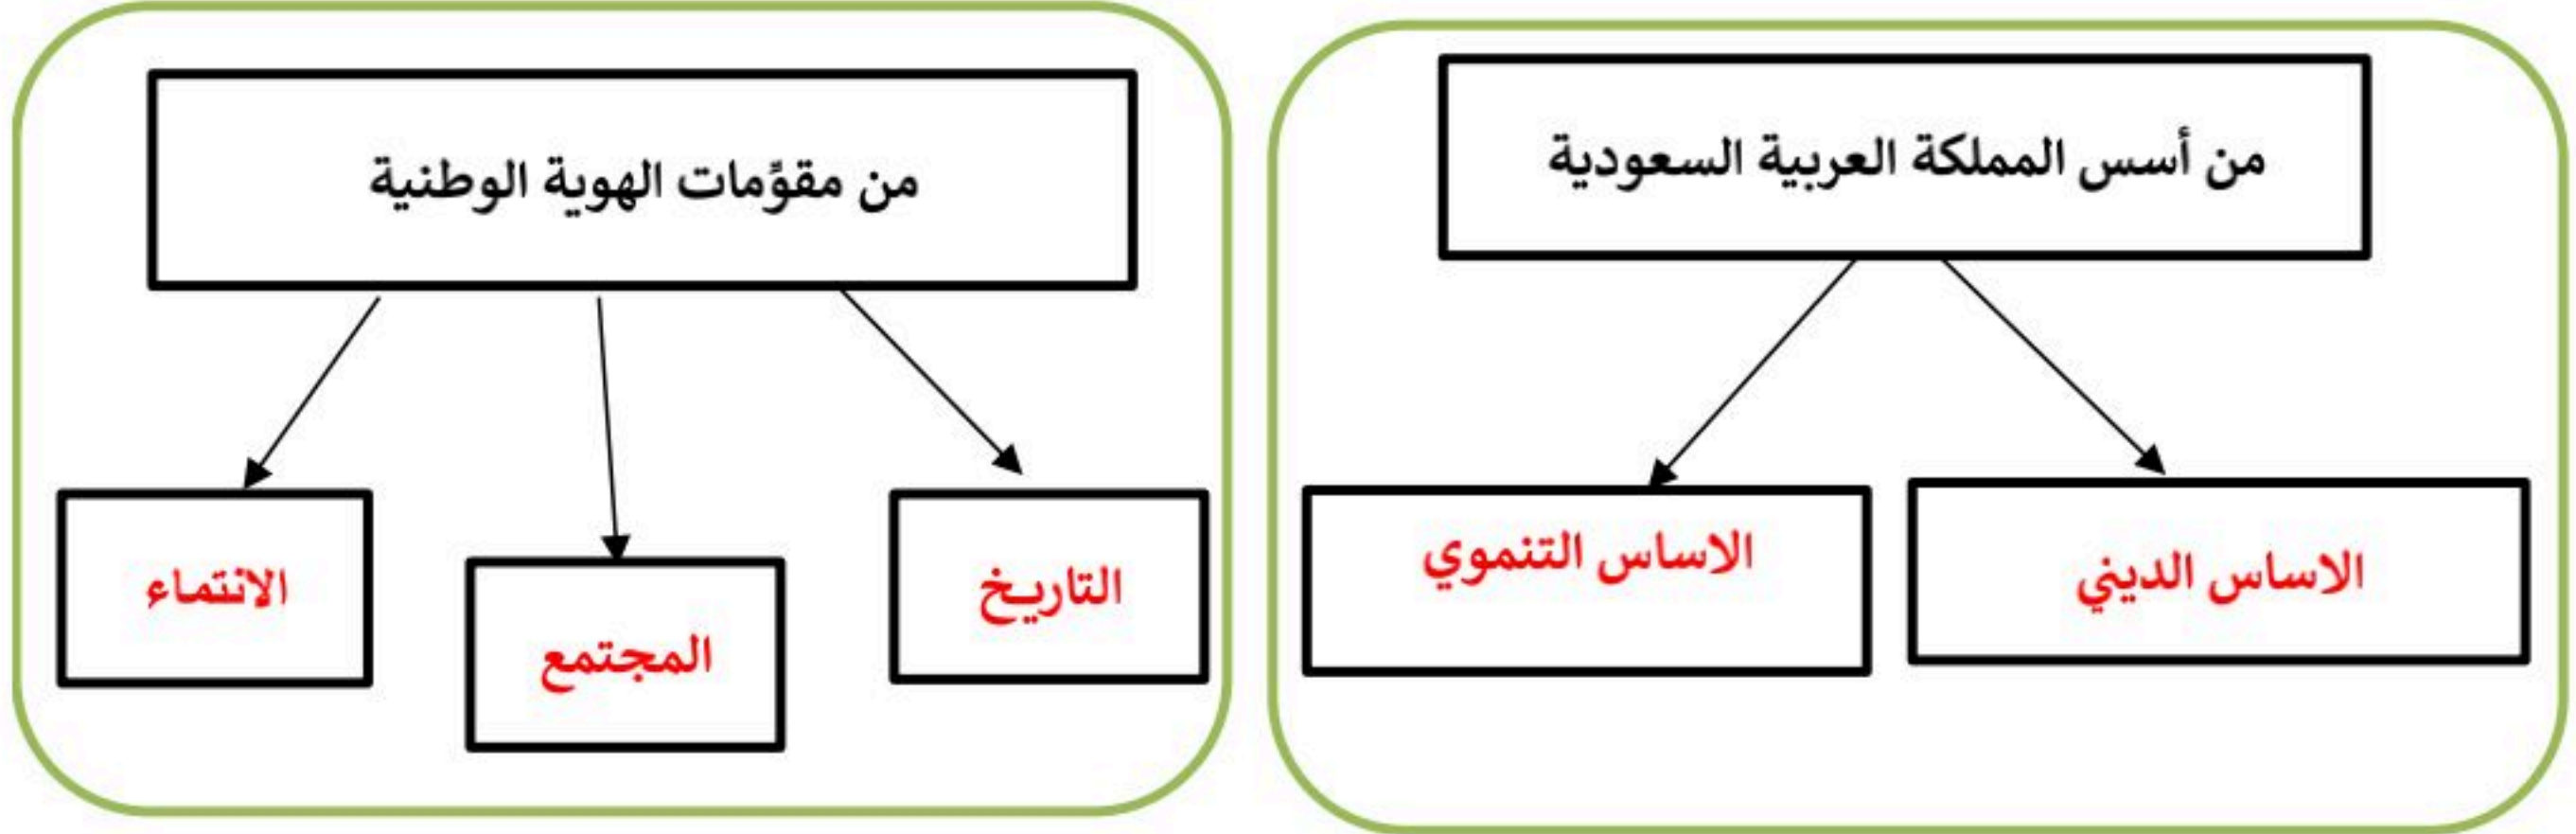 من أسس المملكة العربية السعودية
الاساس الديني
الاساس التنموي
من مقوِّمات الهوية الوطنية
التاريخ
المجتمع
الانتماء